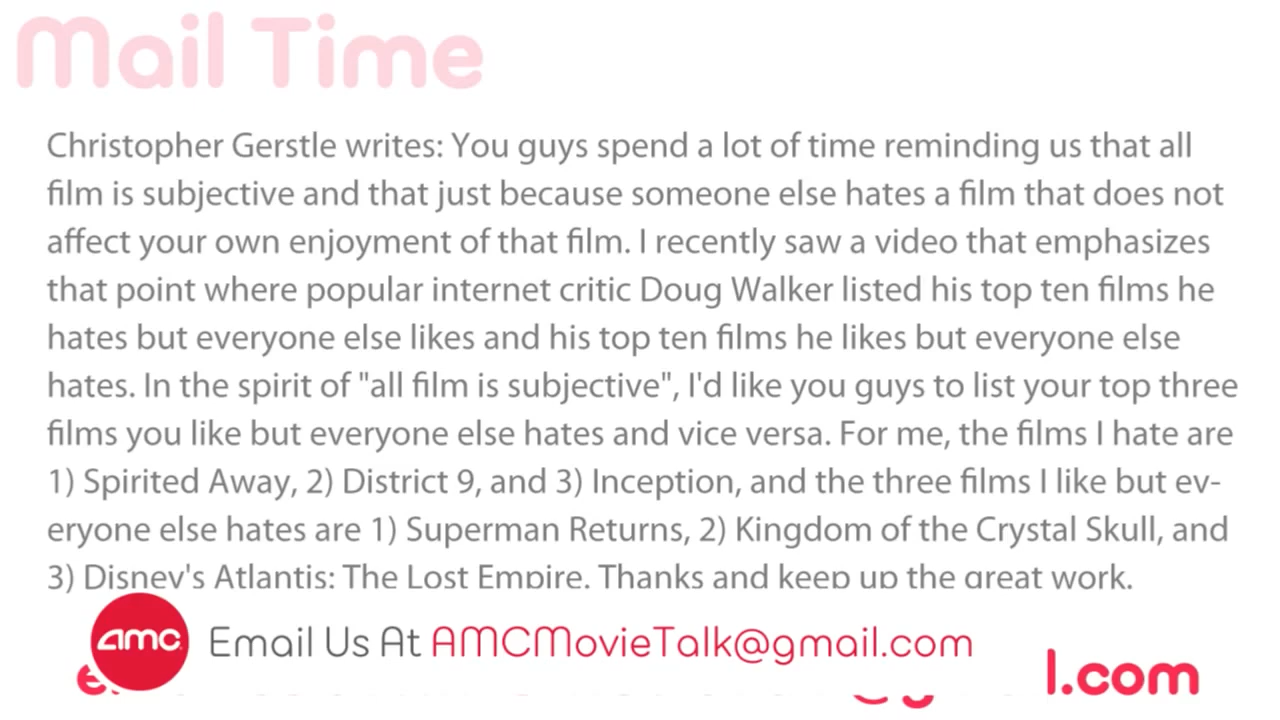 Mail Time
Christopher Gerstle writes: You guys spend a lot of time reminding us that all
film is subjective and that just because someone else hates a film that does not
affect your own enjoyment of that film. I recently saw a video that emphasizes
that point where popular internet critic Doug Walker listed his top ten films he
hates but everyone else likes and his top ten films he likes but everyone else
hates. In the spirit of "all film is subjective", I'd like you guys to list your top three
films you like but everyone else hates and vice versa. For me, the films I hate are
1) Spirited Away, 2) District 9, and 3) Inception, and the three films I like but ev-
eryone else hates are 1) Superman Returns, 2) Kingdom of the Crystal Skull, and
3) Disney's Atlantis: The Lost Empire. Thanks and keep up the great work.
amc Email Us At AMCMovieTalk@gmail.com
l.com